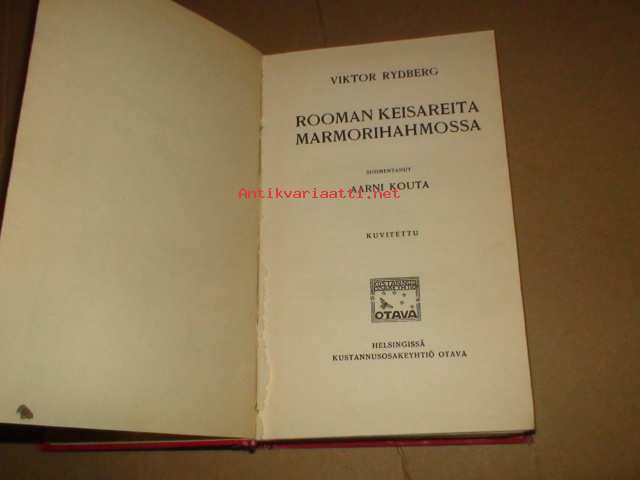 VIKTOR RYDBERG
ROOMAN KEISAREITA
MARMORIHAHMOSSA
SUOMENTANUT
AARNI KOUTA
Antikvariaatti.net
KUVITETTU
OTAVA
HELSINGISSÄ
KUSTANNUSOSAKEYHTIÖ OTAVA